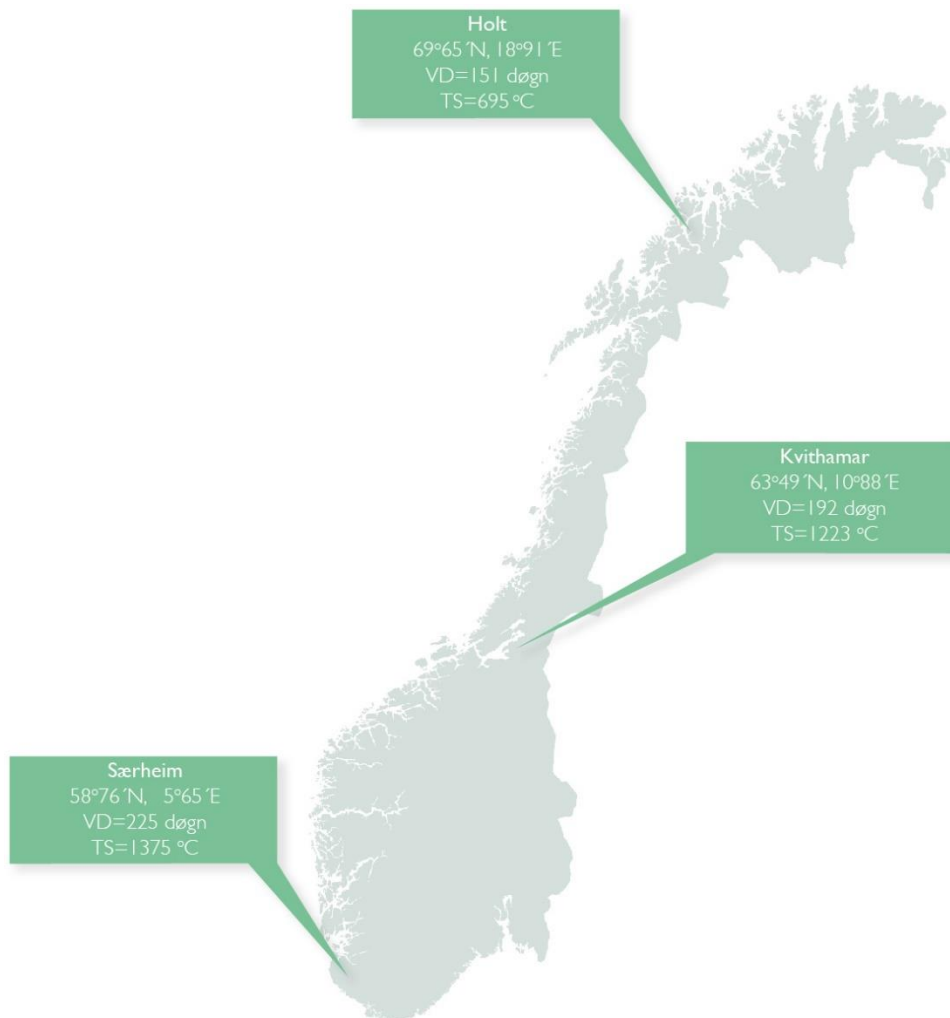 Holt
69°65´N, 18°91´E
VD=151 døgn
TS=695 °C
Kvithamar
63°49´N, 10°88´E
VD=192 døgn
TS=1223 °C
Særheim
58°76´N, 5°65´E
VD=225 døgn
TS=1375 °C